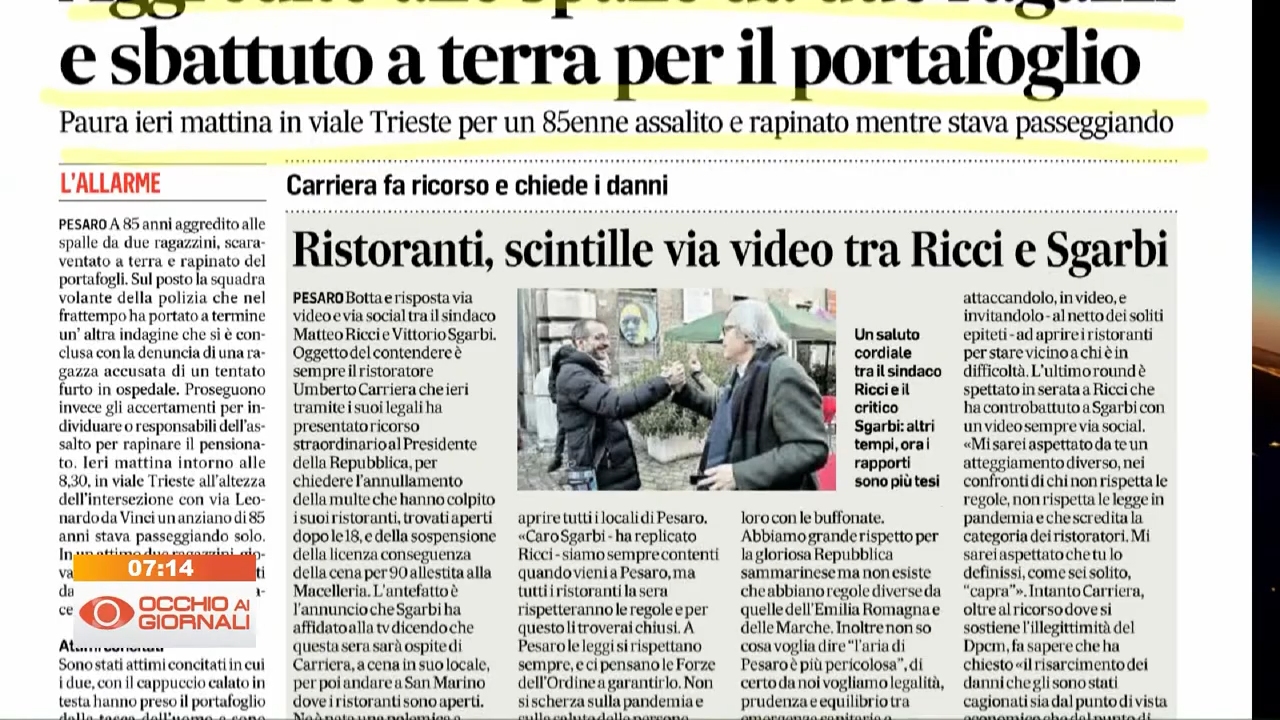 e sbattuto a terra per il portafoglio
Paura ieri mattina in viale Trieste per un 85enne assalito e rapinato mentre stava passeggiando
L'ALLARME
PESARO A 85 anni aggredito alle
spalle da due ragazzini, scara-
ventato a terra e rapinato del
portafogli. Sul posto la squadra
volante della polizia che nel
frattempo ha portato a termine
un' altra indagine che si è con-
clusa con la denuncia di una ra-
gazza accusata di un tentato
furto in ospedale. Proseguono
invece gli accertamenti per in-
dividuare o responsabili dell'as-
salto per rapinare il pensiona-
to. Ieri mattina intorno alle
8,30, in viale Trieste all'altezza
dell'intersezione con via Leo-
nardo da Vinci un anziano di 85
anni stava passeggiando solo.
Sono stati attimi concitati in cui
i due, con il cappuccio calato in
testa hanno preso il portafoglio
Carriera fa ricorso e chiede i danni
Ristoranti, scintille via video tra Ricci e Sgarbi
PESARO Botta e risposta via
video e via social tra il sindaco
Matteo Ricci e Vittorio Sgarbi.
Oggetto del contendere è
sempre il ristoratore
Umberto Carriera che ieri
tramite i suoi legali ha
presentato ricorso
straordinario al Presidente
della Repubblica, per
chiedere l'annullamento
della multe che hanno colpito
i suoi ristoranti, trovati aperti
dopo le 18, e della sospensione
della licenza conseguenza
della cena per 90 allestita alla
Macelleria. L'antefatto è
l'annuncio che Sgarbi ha
affidato alla tv dicendo che
questa sera sarà ospite di
Carriera, a cena in suo locale,
per poi andare a San Marino
dove i ristoranti sono aperti.
Un saluto
cordiale
tra il sindaco
Ricci e il
critico
Sgarbi: altri
tempi, ora i
rapporti
sono più tesi
aprire tutti i locali di Pesaro.
«Caro Sgarbi - ha replicato
Ricci - siamo sempre contenti
quando vieni a Pesaro, ma
tutti i ristoranti la sera
rispetteranno le regole e per
questo li troverai chiusi. A
Pesaro le leggi si rispettano
sempre, e ci pensano le Forze
dell'Ordine a garantirlo. Non
si scherza sulla pandemia e
loro con le buffonate.
Abbiamo grande rispetto per
la gloriosa Repubblica
sammarinese ma non esiste
che abbiano regole diverse da
quelle dell'Emilia Romagna e
delle Marche. Inoltre non so
cosa voglia dire “l'aria di
Pesaro è più pericolosa”, di
certo da noi vogliamo legalità,
prudenza e equilibrio tra
attaccandolo, in video, e
invitandolo - al netto dei soliti
epiteti - ad aprire i ristoranti
per stare vicino a chi è in
difficoltà. L'ultimo round è
spettato in serata a Ricci che
ha controbattuto a Sgarbi con
un video sempre via social.
«Mi sarei aspettato da te un
atteggiamento diverso, nei
confronti di chi non rispetta le
regole, non rispetta le legge in
pandemia e che scredita la
categoria dei ristoratori. Mi
sarei aspettato che tu lo
definissi, come sei solito,
“capra”». Intanto Carriera,
oltre al ricorso dove si
sostiene l'illegittimità del
Dpcm, fa sapere che ha
chiesto «il risarcimento dei
danni che gli sono stati
cagionati sia dal punto di vista
07:14
OCCHIO AI
GIORNALI